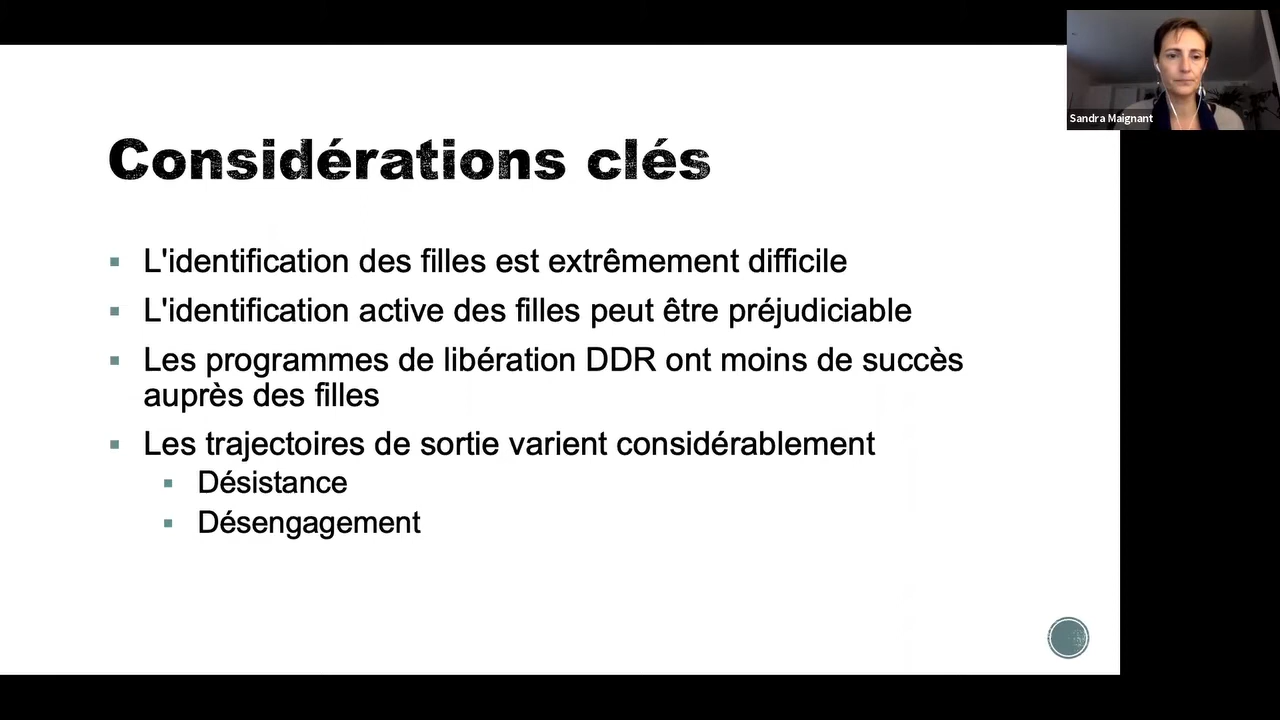 Sandra Maignant
Considérations clés
L'identification des filles est extrêmement difficile
L'identification active des filles peut être préjudiciable
Les programmes de libération DDR ont moins de succès
auprès des filles
Les trajectoires de sortie varient considérablement
Désistance
Désengagement